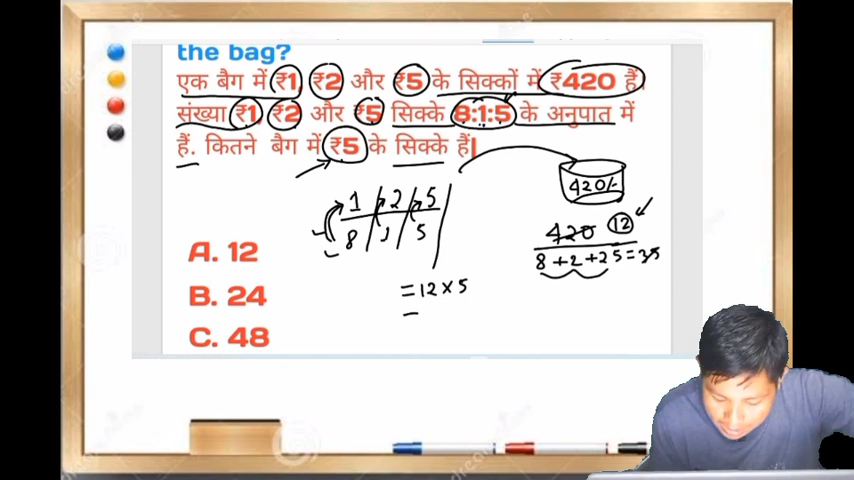 the bag?
एक बैग में ₹1, ₹2 और ₹5 के सिक्कों में ₹420 हैं।
संख्या ₹1, ₹2 और ₹5 सिक्के 8:1:5 के अनुपात में
हैं. कितने बैग में ₹5 के सिक्के हैं|
420/-
1 2 5
8 1 5
420 12
8 + 2 + 25 = 35
= 12 × 5
=
A. 12
B. 24
C. 48